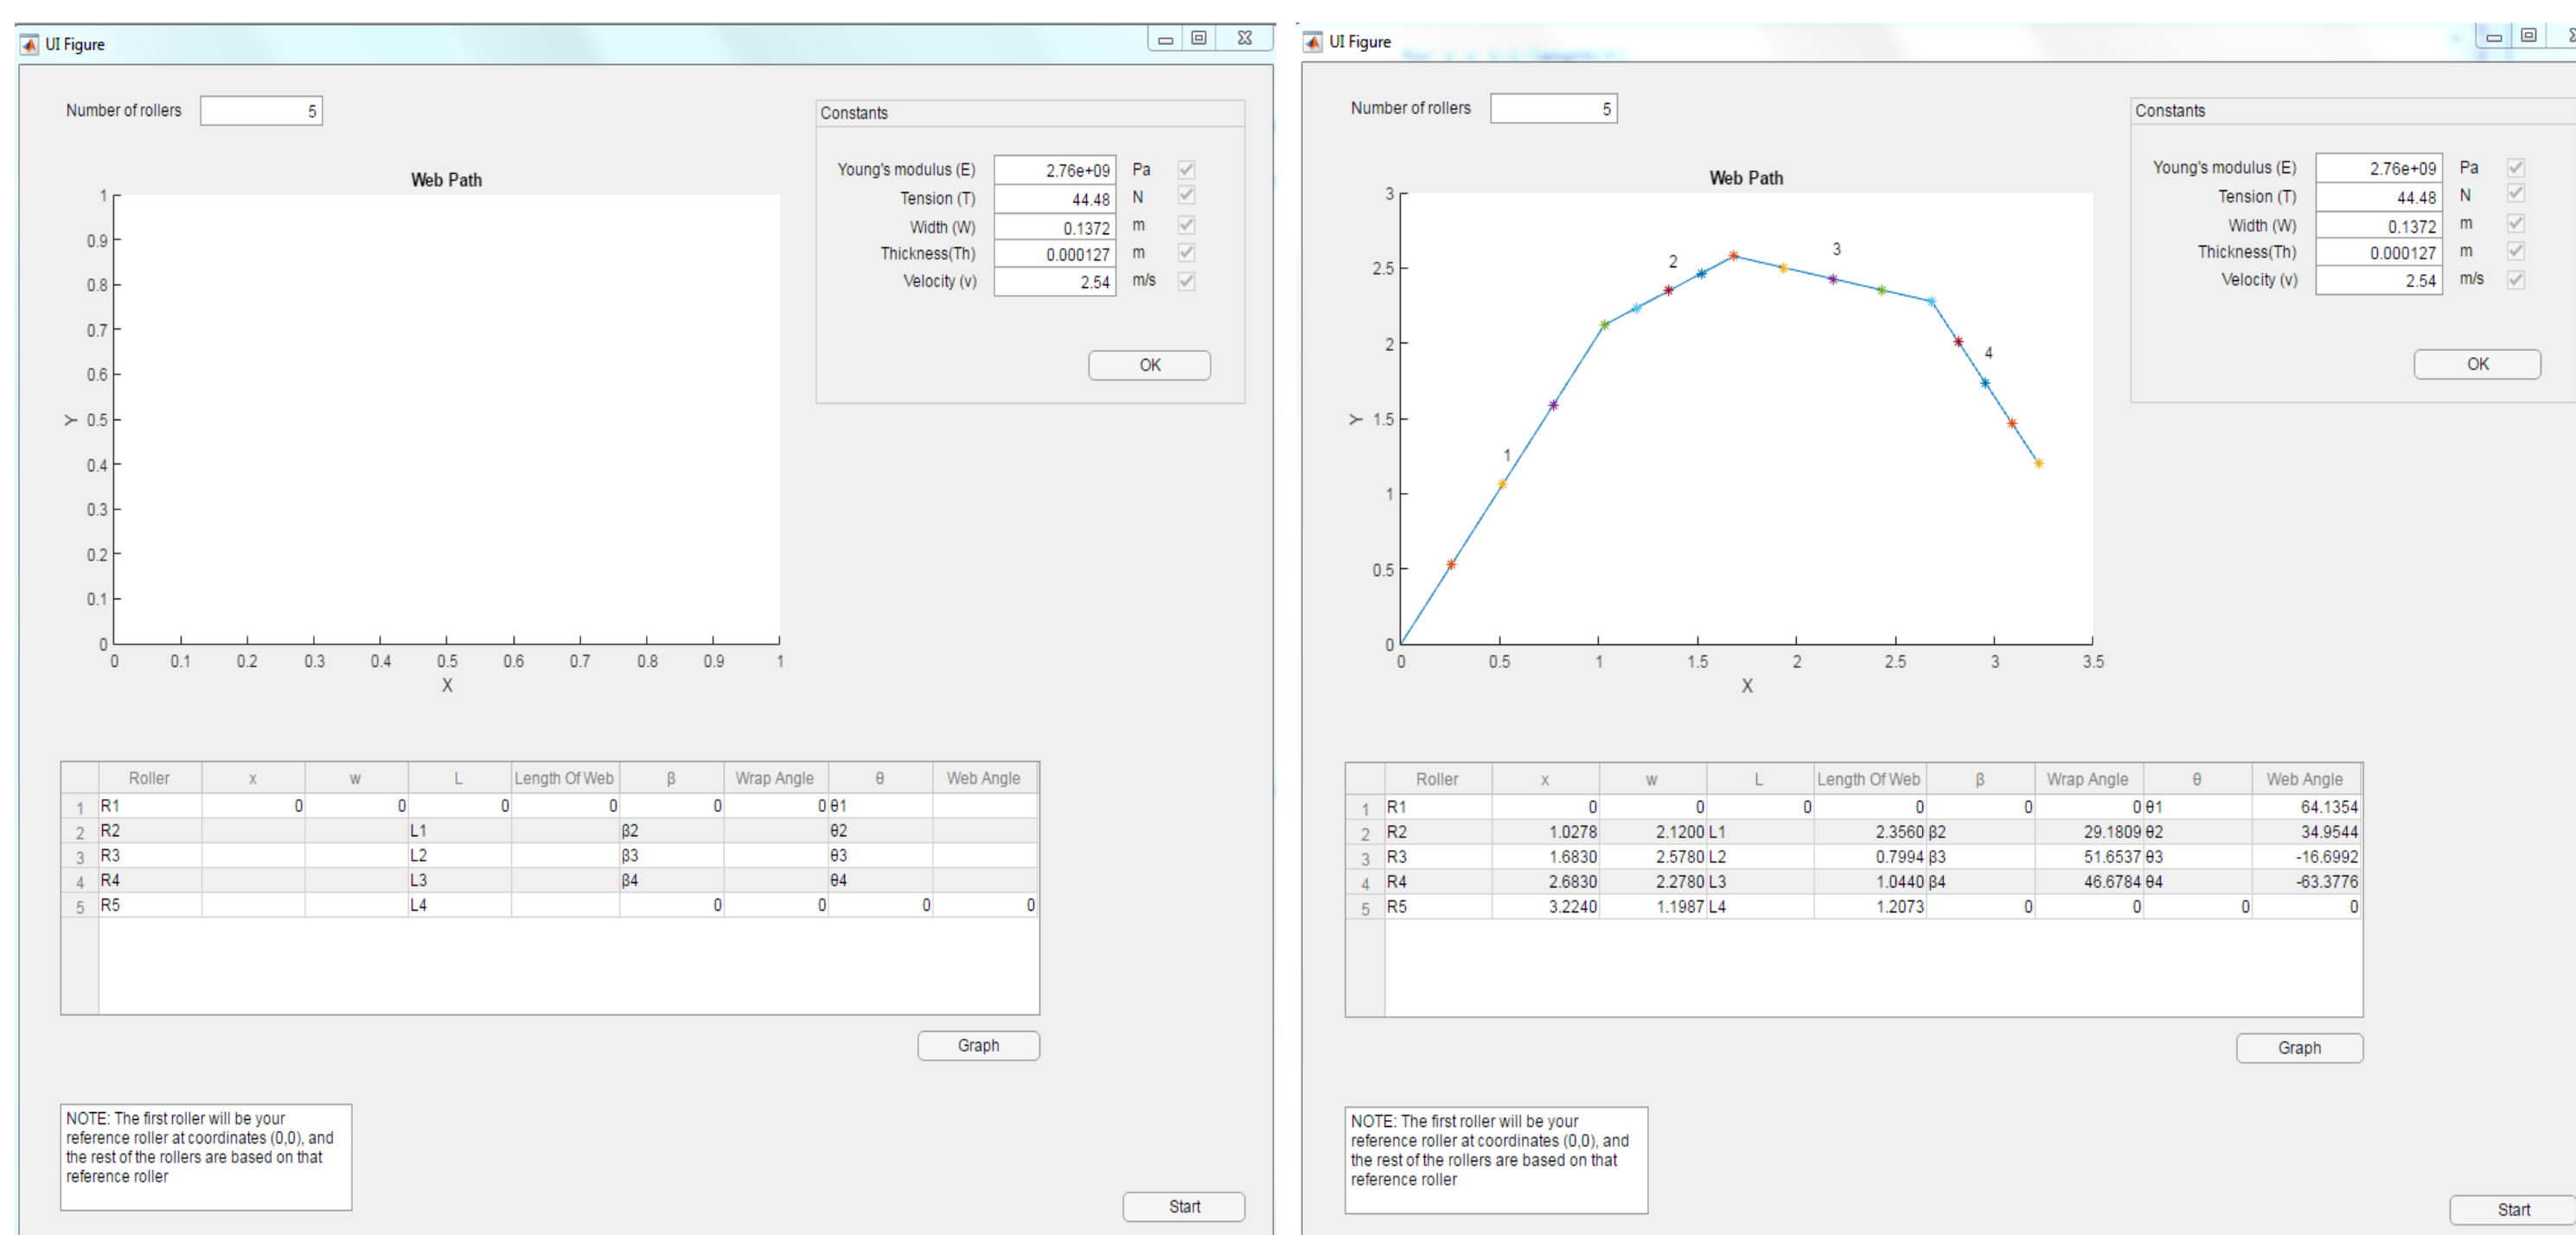 UI Figure
Number of rollers 5
Constants
Young's modulus (E) 2.76e+09 Pa
Tension (T) 44.48 N
Width (W) 0.1372 m
Thickness(Th) 0.000127 m
Velocity (v) 2.54 m/s
OK
Web Path
1
0.9
0.8
0.7
0.6
Y 0.5
0.4
0.3
0.2
0.1
0
0 0.1 0.2 0.3 0.4 0.5 0.6 0.7 0.8 0.9 1
X
Roller x w L Length Of Web β Wrap Angle θ Web Angle
1 R1 0 0 0 0 0 0 θ1
2 R2 L1 β2 θ2
3 R3 L2 β3 θ3
4 R4 L3 β4 θ4
5 R5 L4 0 0 0 0
Graph
NOTE: The first roller will be your
reference roller at coordinates (0,0), and
the rest of the rollers are based on that
reference roller
Start
UI Figure
Number of rollers 5
Constants
Young's modulus (E) 2.76e+09 Pa
Tension (T) 44.48 N
Width (W) 0.1372 m
Thickness(Th) 0.000127 m
Velocity (v) 2.54 m/s
OK
Web Path
3
2.5
2
Y 1.5
1
0.5
0
1
2
3
4
0 0.5 1 1.5 2 2.5 3 3.5
X
Roller x w L Length Of Web β Wrap Angle θ Web Angle
1 R1 0 0 0 0 0 0 θ1 64.1354
2 R2 1.0278 2.1200 L1 2.3560 β2 29.1809 θ2 34.9544
3 R3 1.6830 2.5780 L2 0.7994 β3 51.6537 θ3 -16.6992
4 R4 2.6830 2.2780 L3 1.0440 β4 46.6784 θ4 -63.3776
5 R5 3.2240 1.1987 L4 1.2073 0 0 0 0
Graph
NOTE: The first roller will be your
reference roller at coordinates (0,0), and
the rest of the rollers are based on that
reference roller
Start